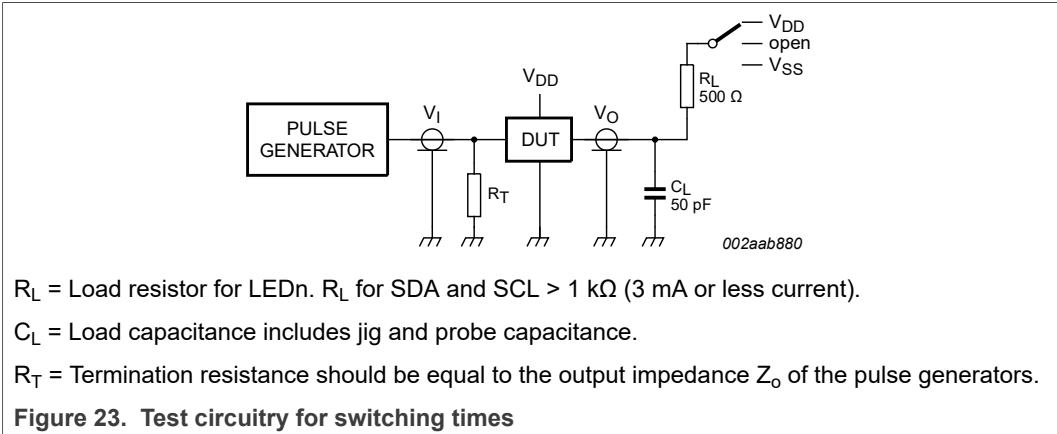 V_DD
open
V_SS
R_L
500 Ω
V_DD
V_I
V_O
PULSE
GENERATOR
DUT
R_T
C_L
50 pF
002aab880
R_L = Load resistor for LEDn. R_L for SDA and SCL > 1 kΩ (3 mA or less current).
C_L = Load capacitance includes jig and probe capacitance.
R_T = Termination resistance should be equal to the output impedance Z_o of the pulse generators.
Figure 23. Test circuitry for switching times